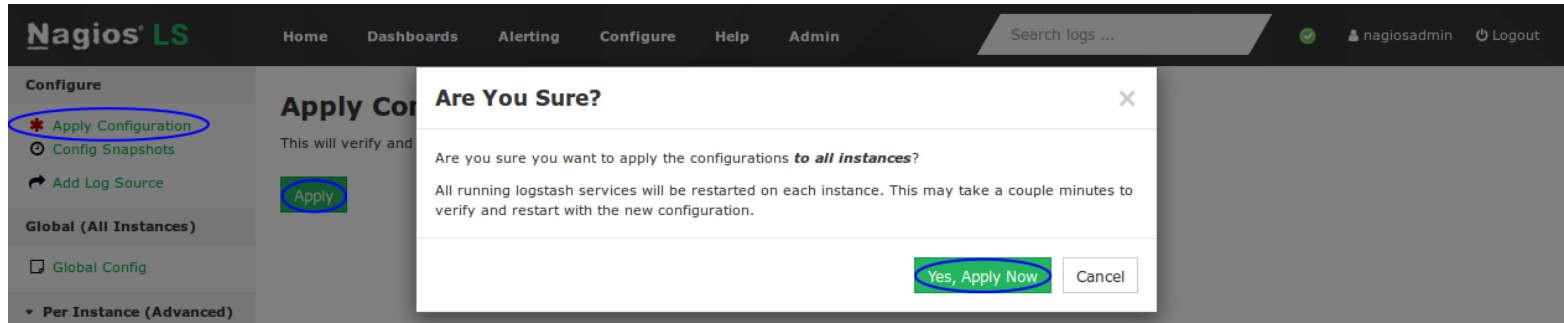 Nagios® LS
Home Dashboards Alerting Configure Help Admin
Search logs ...
nagiosadmin Logout
Configure
Apply Configuration
Config Snapshots
Add Log Source
Global (All Instances)
Global Config
Per Instance (Advanced)
Apply Con
This will verify and
Apply
Are You Sure?
×
Are you sure you want to apply the configurations to all instances?
All running logstash services will be restarted on each instance. This may take a couple minutes to
verify and restart with the new configuration.
Yes, Apply Now
Cancel